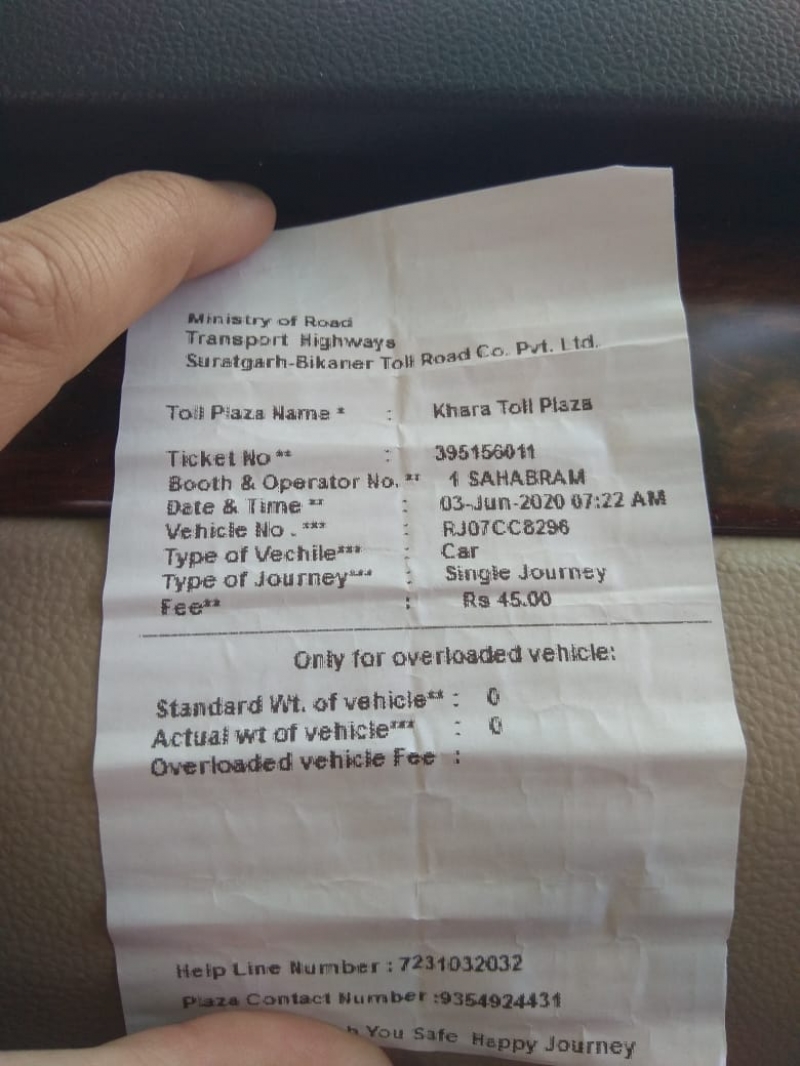 Ministry of Road
Transport Highways
Suratgarh-Bikaner Toll Road Co. Pvt. Ltd.
Toll Plaza Name * : Khara Toll Plaza
Ticket No ** : 395156011
Booth & Operator No. ** 1 SAHABRAM
Date & Time ** : 03-Jun-2020 07:22 AM
Vehicle No . *** : RJ07CC8296
Type of Vechile*** : Car
Type of Journey*** : Single Journey
Fee** : Rs 45.00
Only for overloaded vehicle:
Standard Wt. of vehicle** : 0
Actual wt of vehicle*** : 0
Overloaded vehicle Fee :
Help Line Number : 7231032032
Plaza Contact Number :9354924431
You Safe Happy Journey